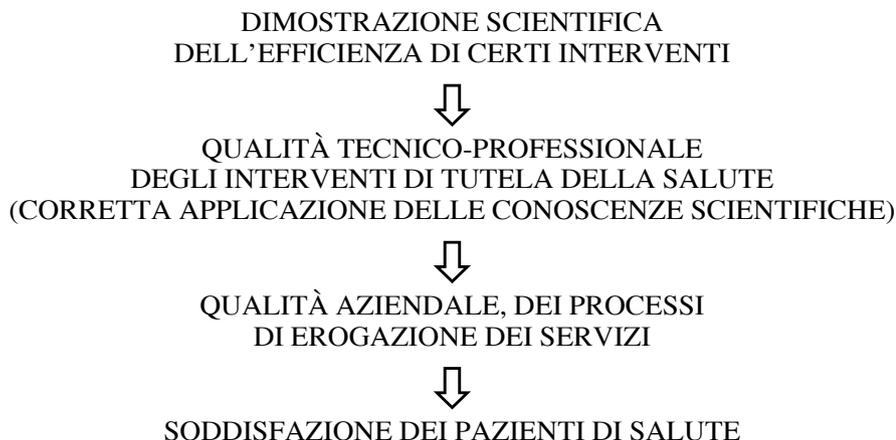 DIMOSTRAZIONE SCIENTIFICA
DELL'EFFICIENZA DI CERTI INTERVENTI
QUALITÀ TECNICO-PROFESSIONALE
DEGLI INTERVENTI DI TUTELA DELLA SALUTE
(CORRETTA APPLICAZIONE DELLE CONOSCENZE SCIENTIFICHE)
QUALITÀ AZIENDALE, DEI PROCESSI
DI EROGAZIONE DEI SERVIZI
SODDISFAZIONE DEI PAZIENTI DI SALUTE